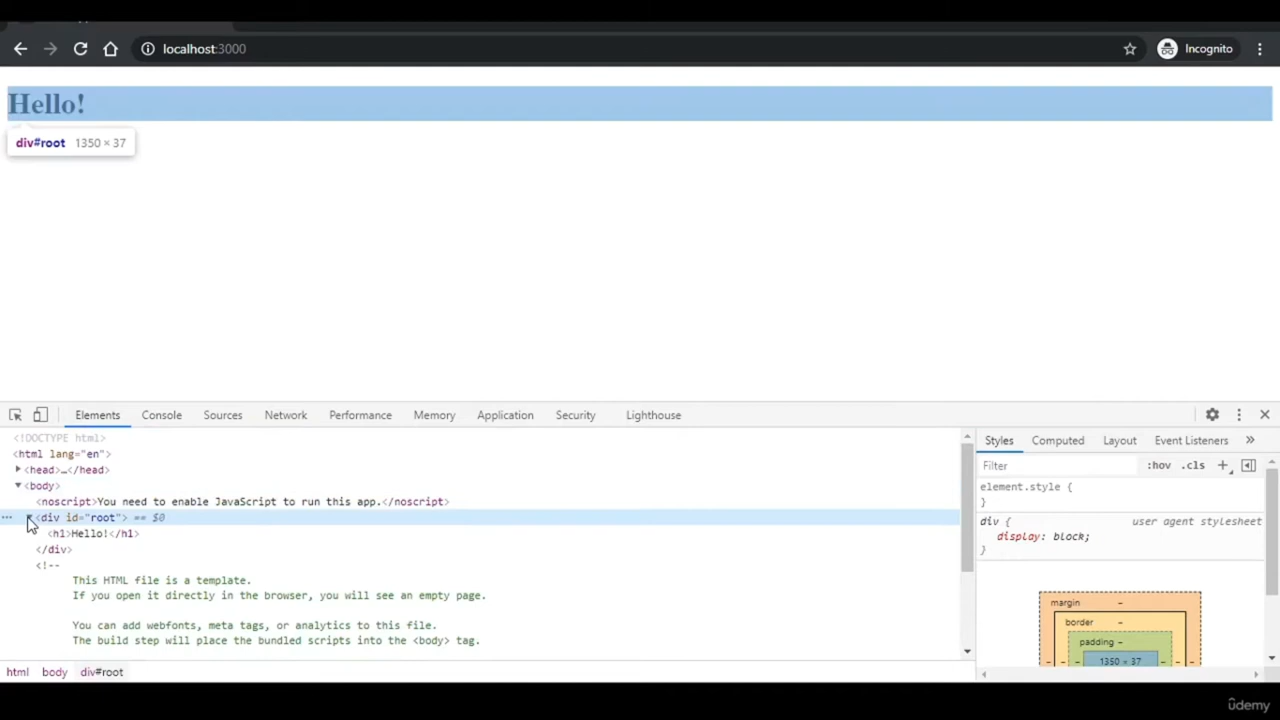 localhost:3000
Incognito
Hello!
div#root 1350 × 37
Elements Console Sources Network Performance Memory Application Security Lighthouse
<!DOCTYPE html>
<html lang="en">
<head>…</head>
<body>
<noscript>You need to enable JavaScript to run this app.</noscript>
<div id="root"> == $0
<h1>Hello!</h1>
</div>
<!--
This HTML file is a template.
If you open it directly in the browser, you will see an empty page.
You can add webfonts, meta tags, or analytics to this file.
The build step will place the bundled scripts into the <body> tag.
html body div#root
Styles Computed Layout Event Listeners »
Filter :hov .cls +
element.style {
}
div { user agent stylesheet
display: block;
}
margin –
border –
padding –
– – – 1350 × 37 – – –
ûdemy